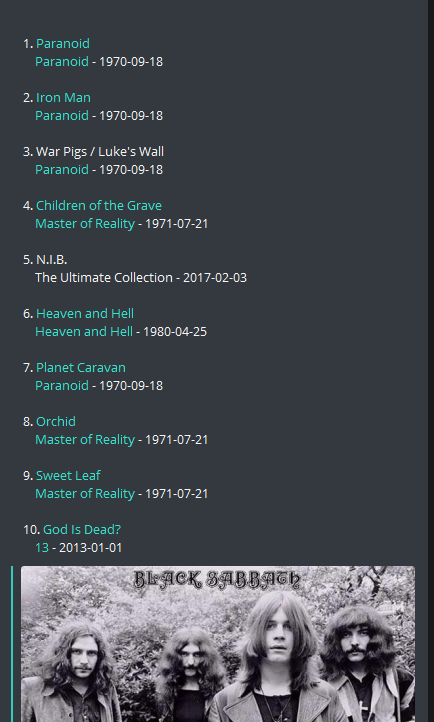 1. Paranoid
Paranoid - 1970-09-18
2. Iron Man
Paranoid - 1970-09-18
3. War Pigs / Luke's Wall
Paranoid - 1970-09-18
4. Children of the Grave
Master of Reality - 1971-07-21
5. N.I.B.
The Ultimate Collection - 2017-02-03
6. Heaven and Hell
Heaven and Hell - 1980-04-25
7. Planet Caravan
Paranoid - 1970-09-18
8. Orchid
Master of Reality - 1971-07-21
9. Sweet Leaf
Master of Reality - 1971-07-21
10. God Is Dead?
13 - 2013-01-01
BLACK SABBATH